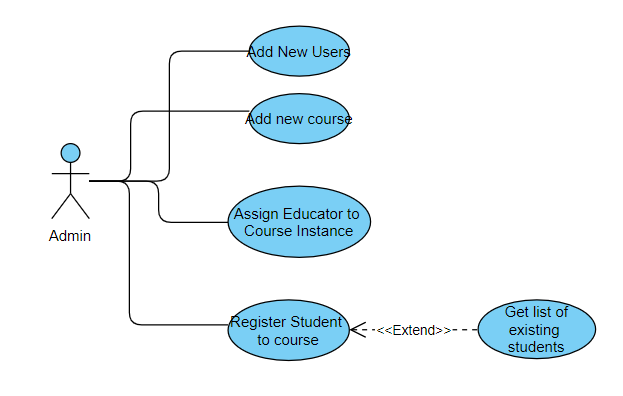 Add New Users
Add new course
Admin
Assign Educator to
Course Instance
Register Student
to course
<<Extend>>
Get list of
existing
students